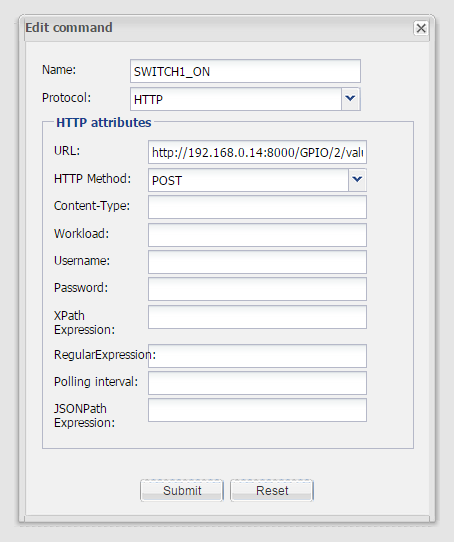 Edit command
Name: SWITCH1_ON
Protocol: HTTP
HTTP attributes
URL: http://192.168.0.14:8000/GPIO/2/valu
HTTP Method: POST
Content-Type:
Workload:
Username:
Password:
XPath
Expression:
RegularExpression:
Polling interval:
JSONPath
Expression:
Submit Reset